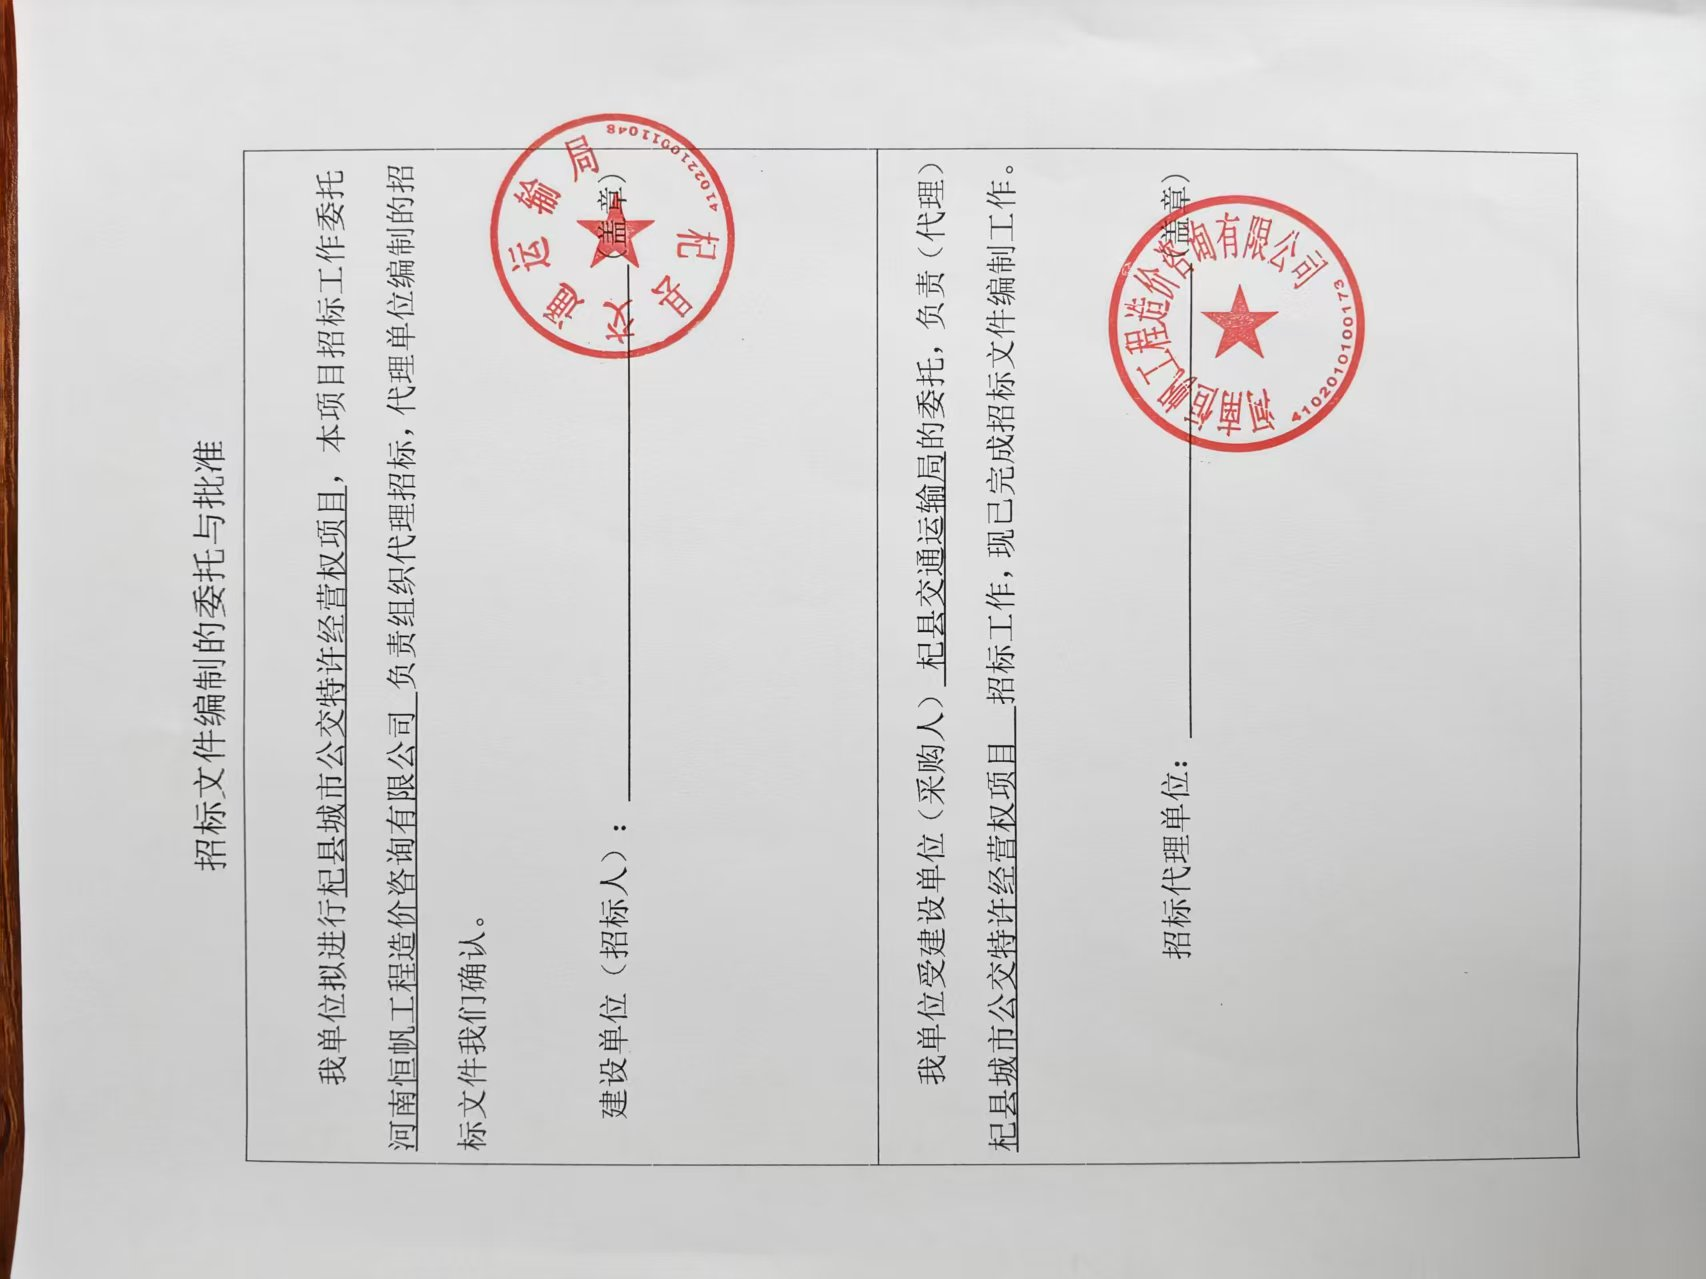 招标文件编制的委托与批准
我单位拟进行杞县城市公交特许经营权项目，本项目招标工作委托
河南恒帆工程造价咨询有限公司 负责组织代理招标，代理单位编制的招
标文件我们确认。
建设单位（招标人）：（盖章）
杞县交通运输局
4102210011048
我单位受建设单位（采购人）杞县交通运输局的委托，负责（代理）
杞县城市公交特许经营权项目 招标工作，现已完成招标文件编制工作。
招标代理单位：（盖章）
河南恒帆工程造价咨询有限公司
4102010100173